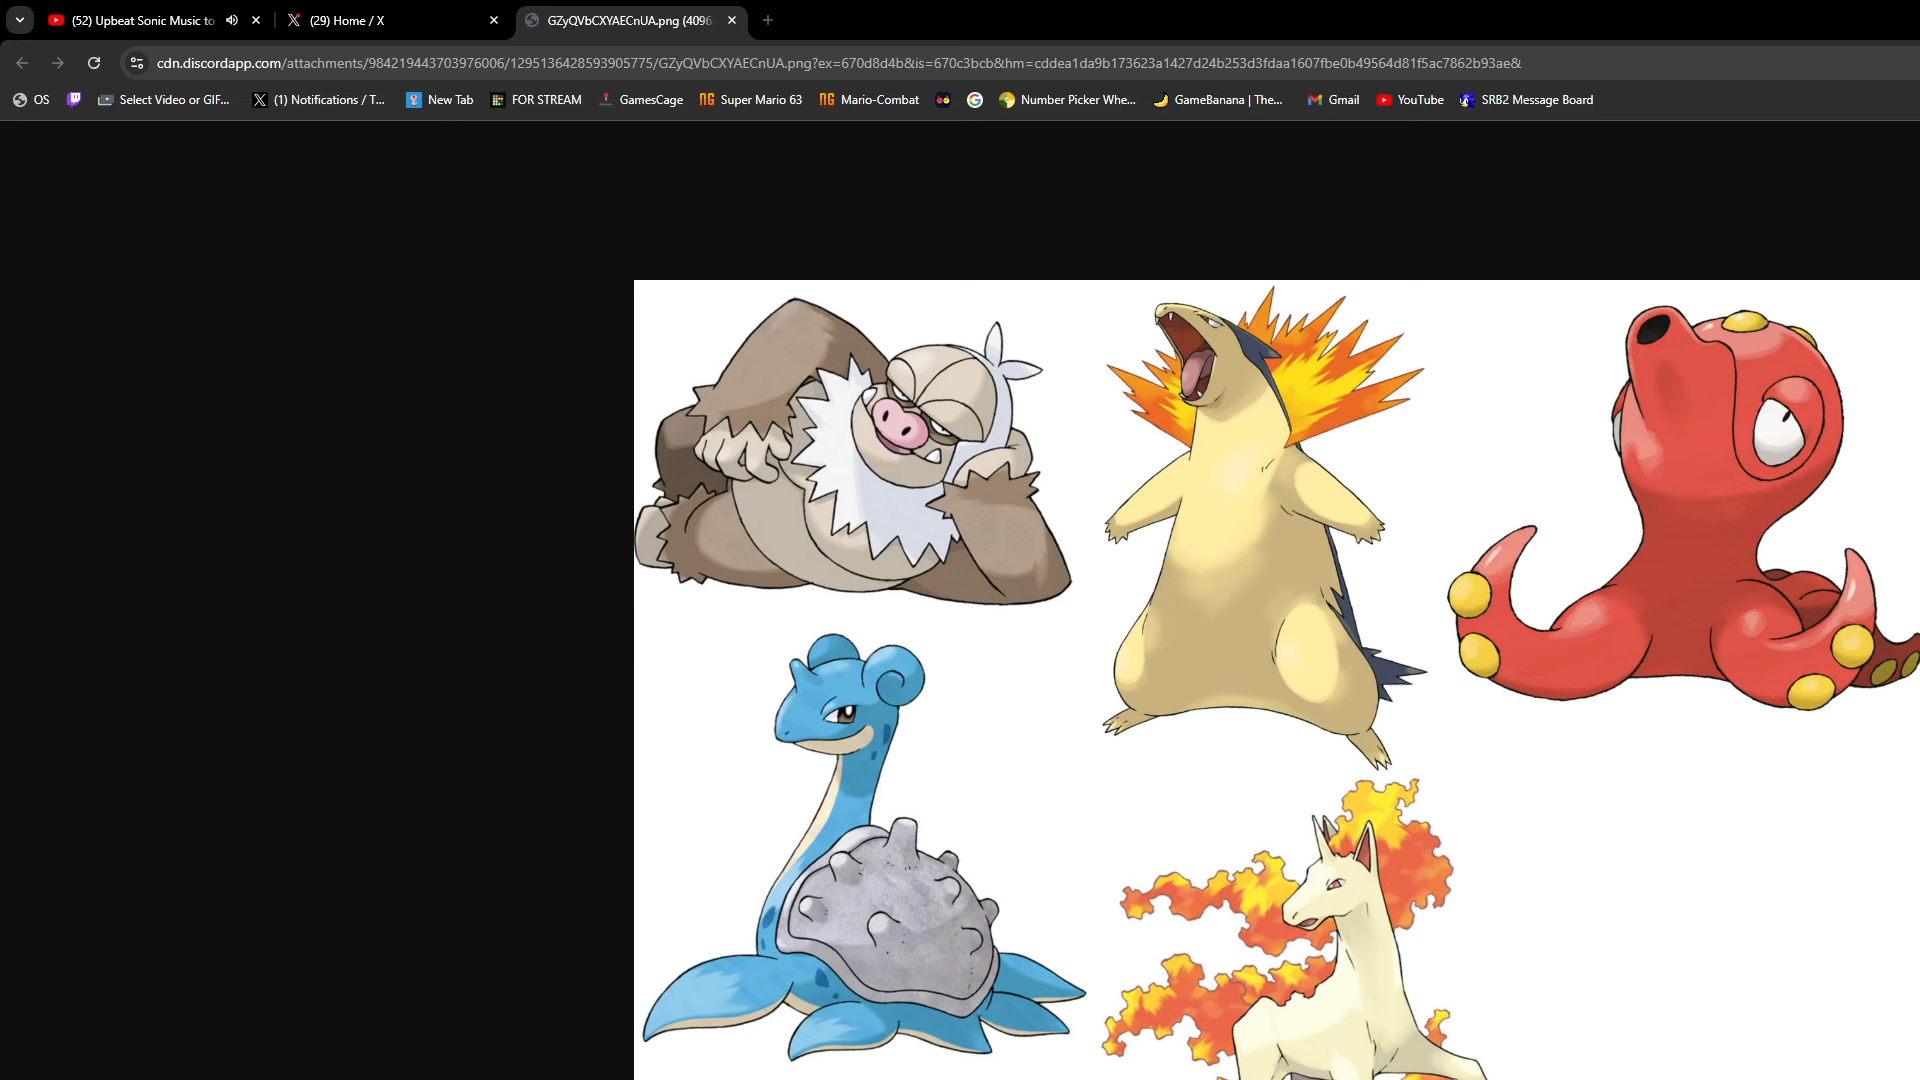 (52) Upbeat Sonic Music to
(29) Home / X
GZyQVbCXYAECnUA.png (4096
cdn.discordapp.com/attachments/984219443703976006/1295136428593905775/GZyQVbCXYAECnUA.png?ex=670d8d4b&is=670c3bcb&hm=cddea1da9b173623a1427d24b253d3fdaa1607fbe0b49564d81f5ac7862b93ae&
OS
Select Video or GIF...
(1) Notifications / T...
New Tab
FOR STREAM
GamesCage
NG Super Mario 63
NG Mario-Combat
Number Picker Whe...
GameBanana | The...
Gmail
YouTube
SRB2 Message Board